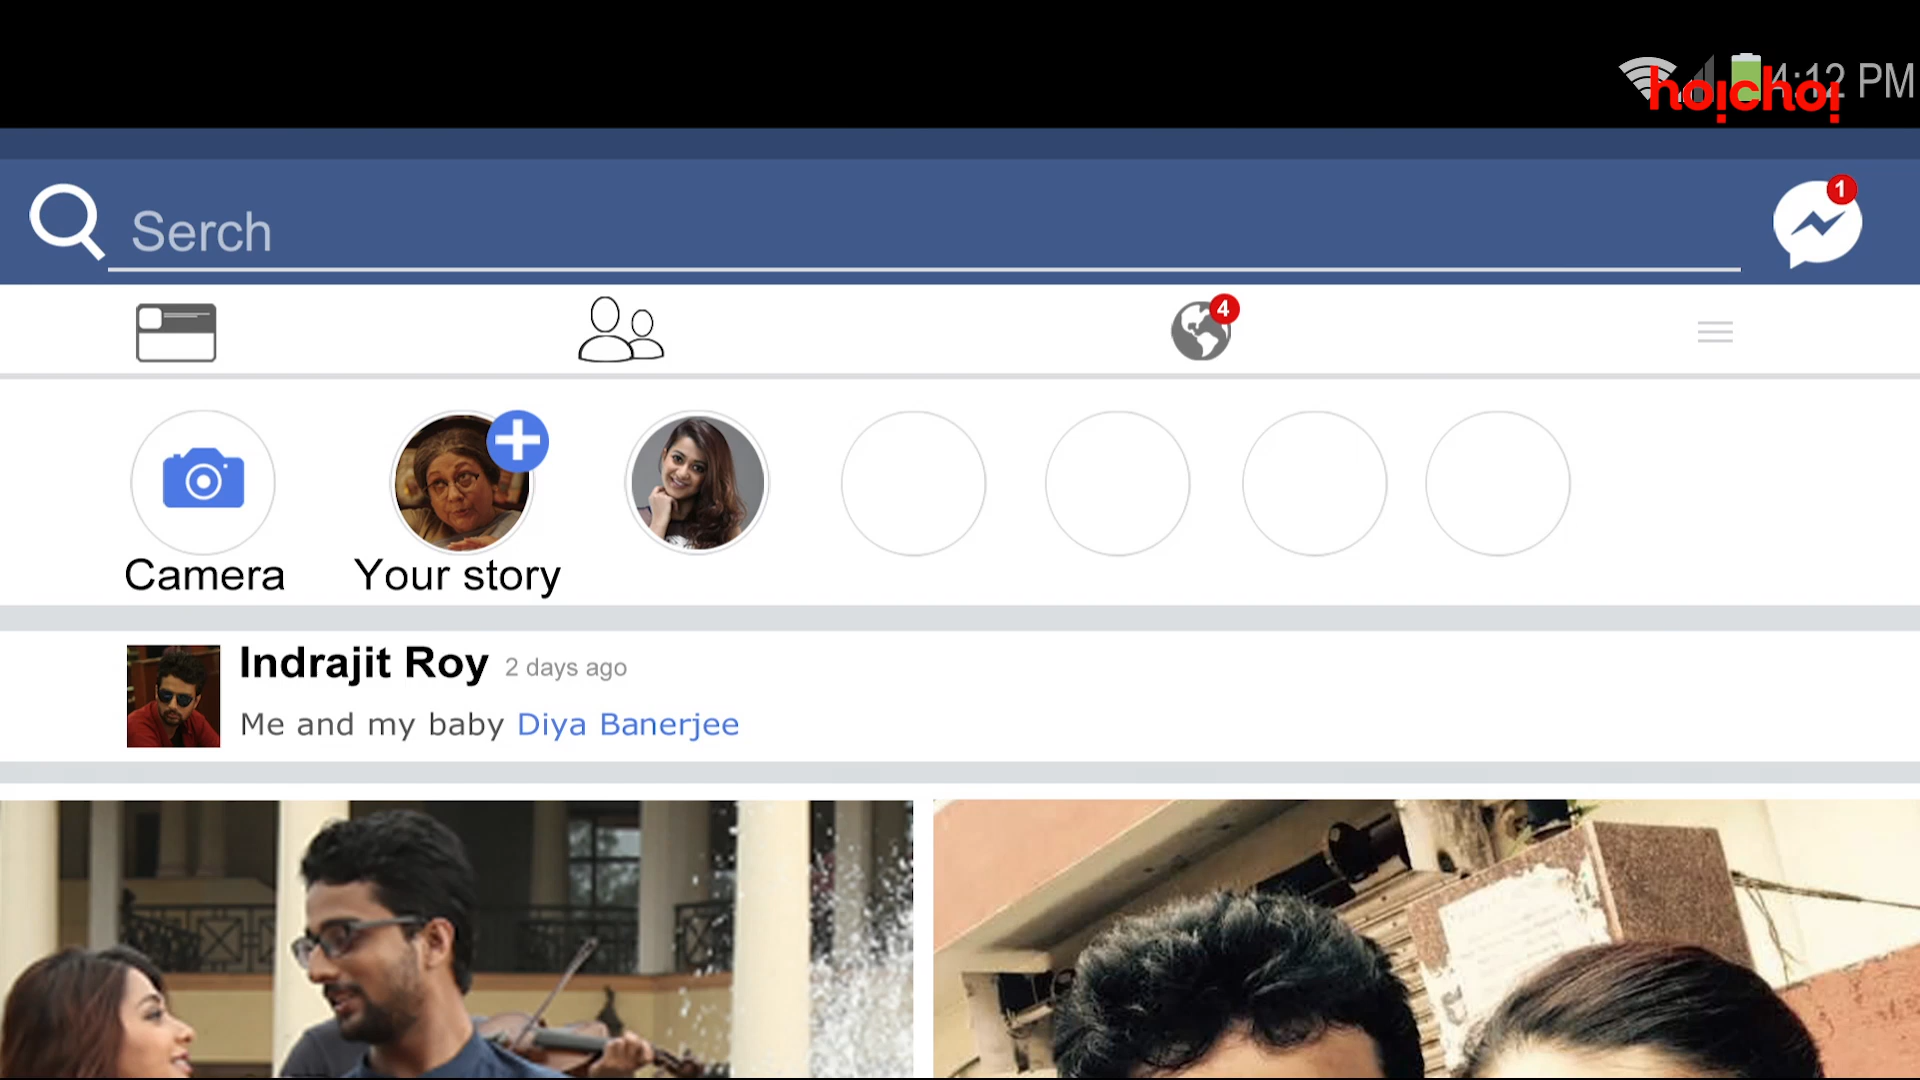 4:12 PM
hoichoi
Serch
1
4
Camera
Your story
Indrajit Roy 2 days ago
Me and my baby Diya Banerjee